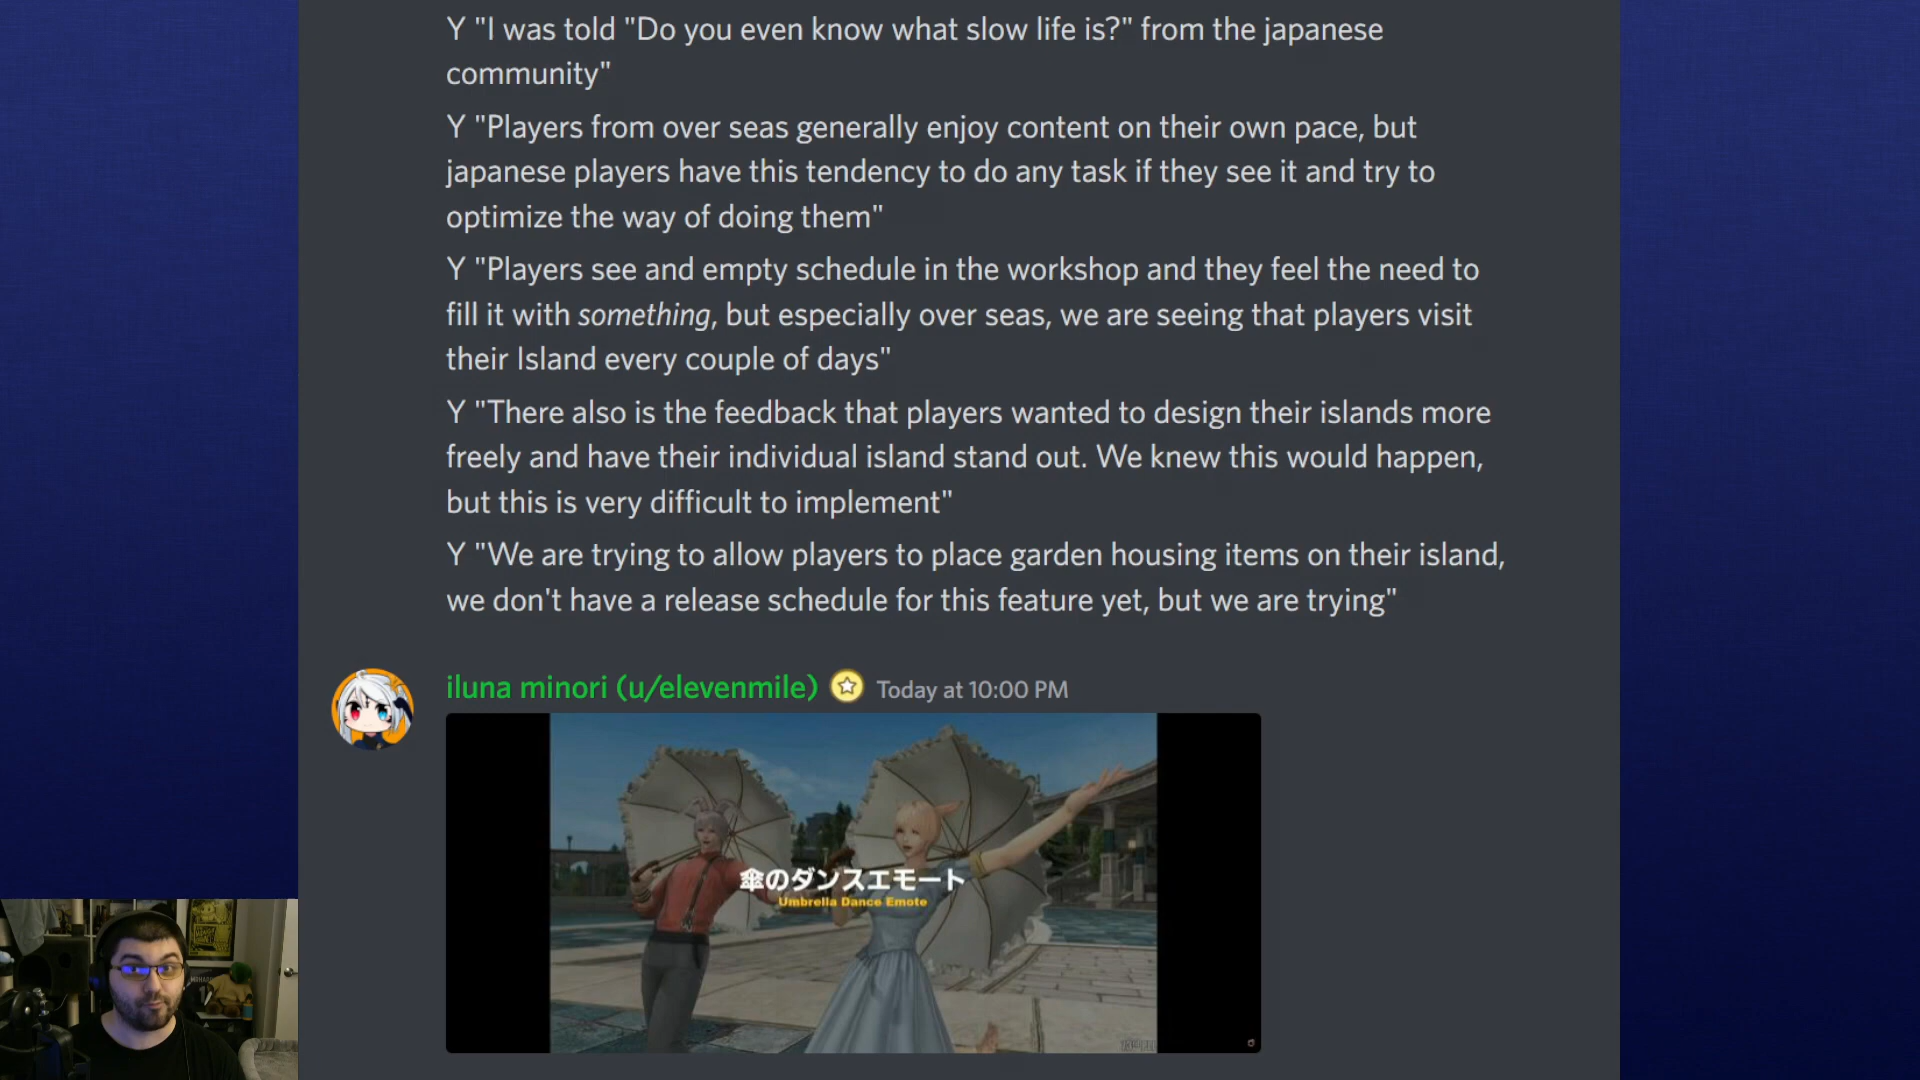 Y "I was told "Do you even know what slow life is?" from the japanese
community"
Y "Players from over seas generally enjoy content on their own pace, but
japanese players have this tendency to do any task if they see it and try to
optimize the way of doing them"
Y "Players see and empty schedule in the workshop and they feel the need to
fill it with something, but especially over seas, we are seeing that players visit
their Island every couple of days"
Y "There also is the feedback that players wanted to design their islands more
freely and have their individual island stand out. We knew this would happen,
but this is very difficult to implement"
Y "We are trying to allow players to place garden housing items on their island,
we don't have a release schedule for this feature yet, but we are trying"
iluna minori (u/elevenmile) Today at 10:00 PM
傘のダンスエモート
Umbrella Dance Emote